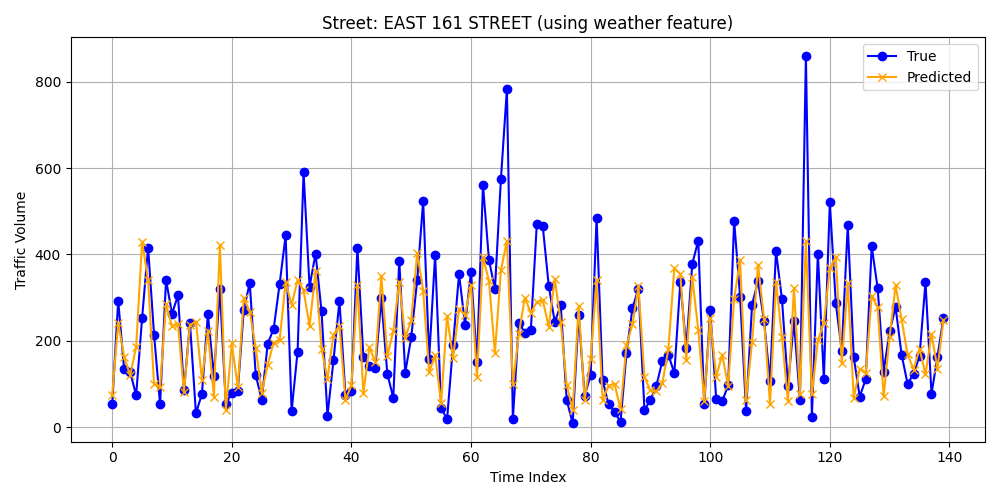 Street: EAST 161 STREET (using weather feature)
True
Predicted
Traffic Volume
800
600
400
200
0
0 20 40 60 80 100 120 140
Time Index